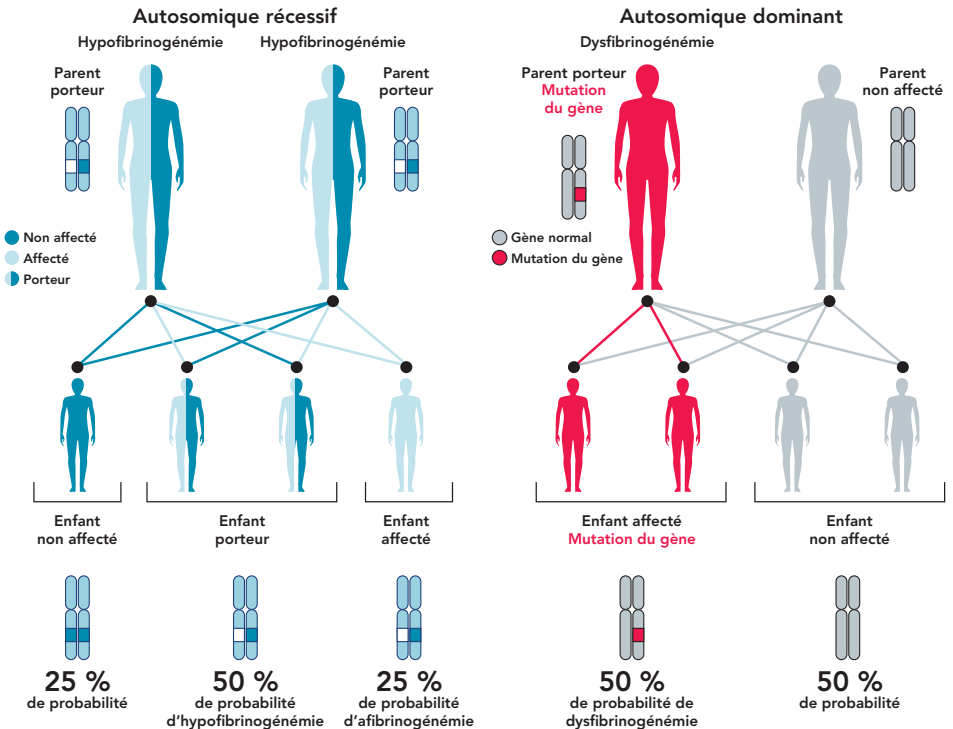 Autosomique récessif
Hypofibrinogénémie
Hypofibrinogénémie
Parent
porteur
Parent
porteur
Non affecté
Affecté
Porteur
Enfant
non affecté
Enfant
porteur
Enfant
affecté
25 %
de probabilité
50 %
de probabilité
d'hypofibrinogénémie
25 %
de probabilité
d'afibrinogénémie
Autosomique dominant
Dysfibrinogénémie
Parent porteur
Mutation
du gène
Parent
non affecté
Gène normal
Mutation du gène
Enfant affecté
Mutation du gène
Enfant
non affecté
50 %
de probabilité de
dysfibrinogénémie
50 %
de probabilité